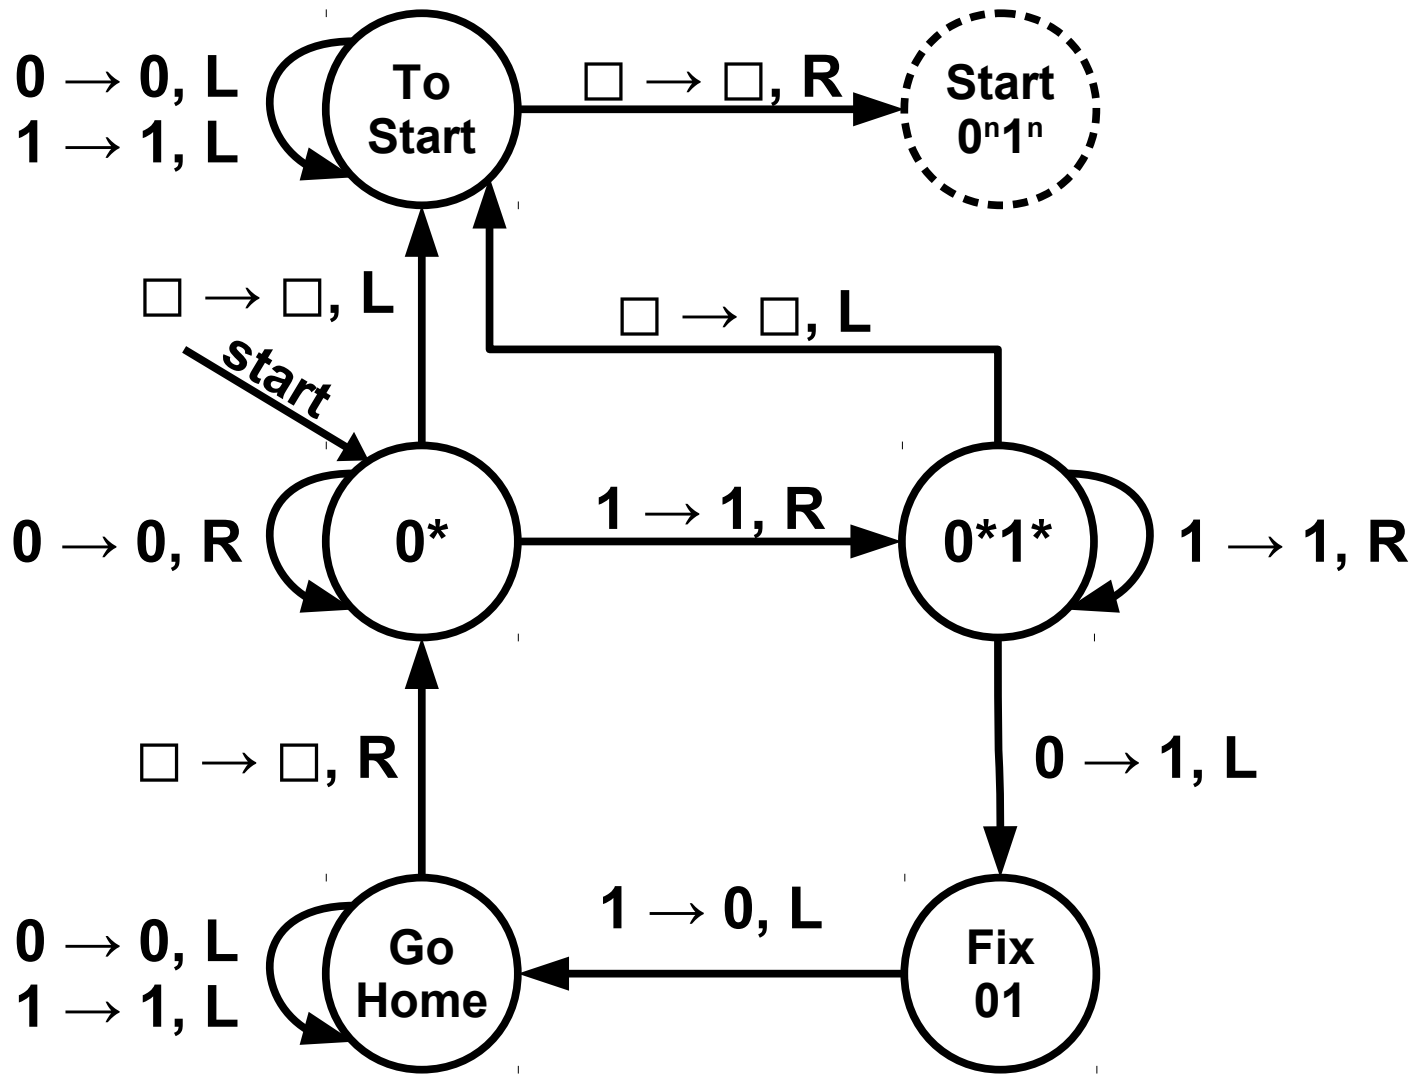 0 → 0, L
1 → 1, L
To
Start
□ → □, R
Start
0ⁿ1ⁿ
□ → □, L
start
□ → □, L
0 → 0, R
0*
1 → 1, R
0*1*
1 → 1, R
□ → □, R
0 → 1, L
0 → 0, L
1 → 1, L
Go
Home
1 → 0, L
Fix
01